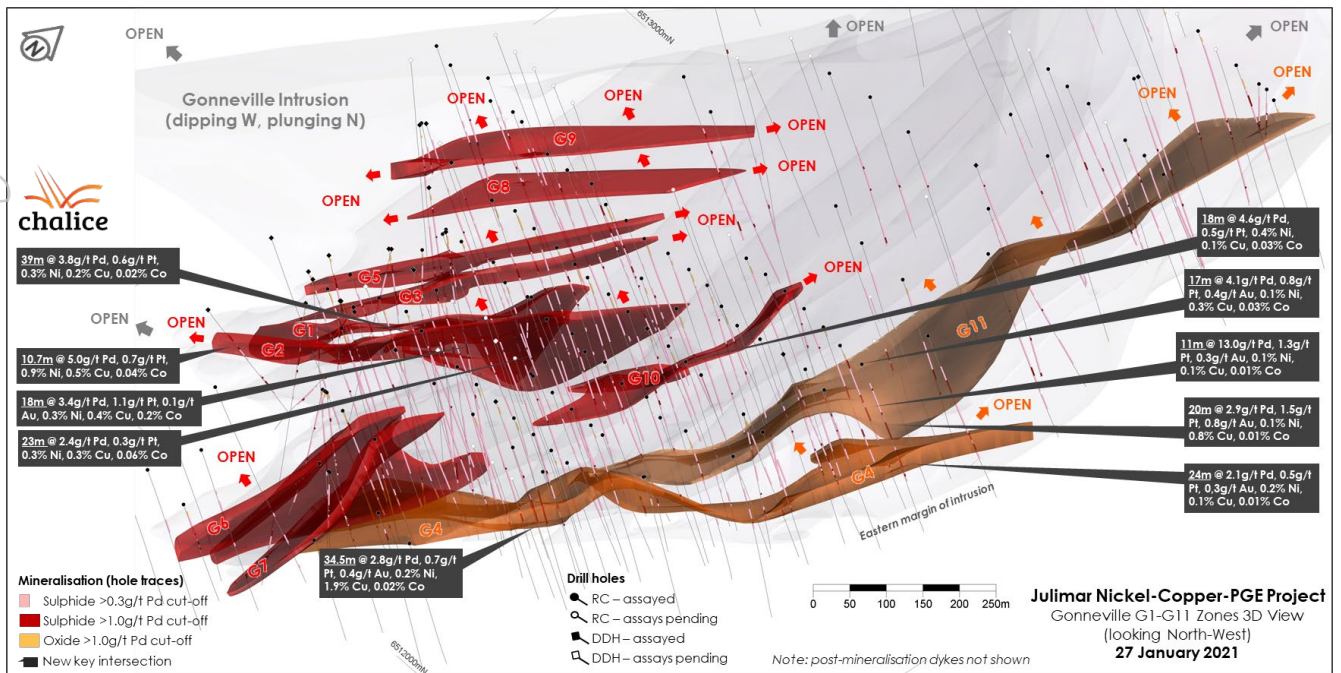 6513000mN
OPEN
OPEN
OPEN
OPEN
OPEN
OPEN
OPEN
Gonneville Intrusion
(dipping W, plunging N)
G9
OPEN
OPEN
G8
OPEN
OPEN
OPEN
chalice
G5
G3
G1
G2
OPEN
OPEN
OPEN
G10
G11
39m @ 3.8g/t Pd, 0.6g/t Pt,
0.3% Ni, 0.2% Cu, 0.02% Co
10.7m @ 5.0g/t Pd, 0.7g/t Pt,
0.9% Ni, 0.5% Cu, 0.04% Co
18m @ 3.4g/t Pd, 1.1g/t Pt, 0.1g/t
Au, 0.3% Ni, 0.4% Cu, 0.2% Co
23m @ 2.4g/t Pd, 0.3g/t Pt,
0.3% Ni, 0.3% Cu, 0.06% Co
18m @ 4.6g/t Pd,
0.5g/t Pt, 0.4% Ni,
0.1% Cu, 0.03% Co
17m @ 4.1g/t Pd, 0.8g/t
Pt, 0.4g/t Au, 0.1% Ni,
0.3% Cu, 0.03% Co
11m @ 13.0g/t Pd, 1.3g/t
Pt, 0.3g/t Au, 0.1% Ni,
0.1% Cu, 0.01% Co
20m @ 2.9g/t Pd, 1.5g/t
Pt, 0.8g/t Au, 0.1% Ni,
0.8% Cu, 0.01% Co
24m @ 2.1g/t Pd, 0.5g/t
Pt, 0.3g/t Au, 0.2% Ni,
0.1% Cu, 0.01% Co
OPEN
OPEN
G4
G6
G7
G4
Eastern margin of intrusion
34.5m @ 2.8g/t Pd, 0.7g/t
Pt, 0.4g/t Au, 0.2% Ni,
1.9% Cu, 0.02% Co
6512000mN
Mineralisation (hole traces)
Sulphide >0.3g/t Pd cut-off
Sulphide >1.0g/t Pd cut-off
Oxide >1.0g/t Pd cut-off
New key intersection
Drill holes
RC – assayed
RC – assays pending
DDH – assayed
DDH – assays pending
0 50 100 150 200 250m
Note: post-mineralisation dykes not shown
Julimar Nickel-Copper-PGE Project
Gonneville G1-G11 Zones 3D View
(looking North-West)
27 January 2021